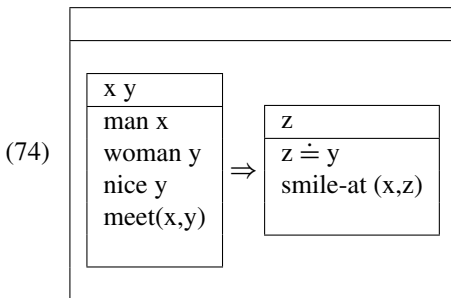 x y
man x
woman y
nice y
meet(x,y)
(74)
⇒
z
z ≐ y
smile-at (x,z)